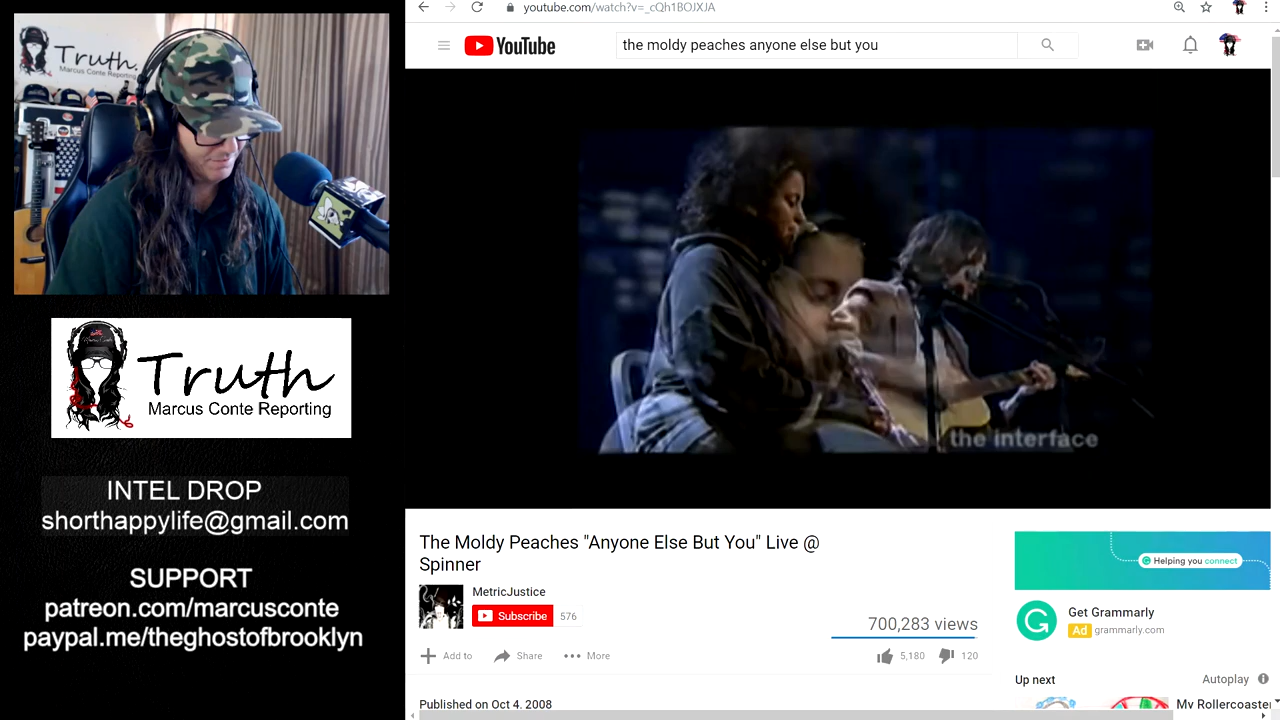 Truth.
Marcus Conte Reporting
Truth
Marcus Conte Reporting
INTEL DROP
shorthappylife@gmail.com
SUPPORT
patreon.com/marcusconte
paypal.me/theghostofbrooklyn
youtube.com/watch?v=_cQh1BOJXJA
YouTube
the moldy peaches anyone else but you
the interface
The Moldy Peaches "Anyone Else But You" Live @
Spinner
MetricJustice
Subscribe 576
700,283 views
Add to Share More 5,180 120
Published on Oct 4, 2008
Helping you connect
Get Grammarly
Ad grammarly.com
Up next Autoplay
My Rollercoaster